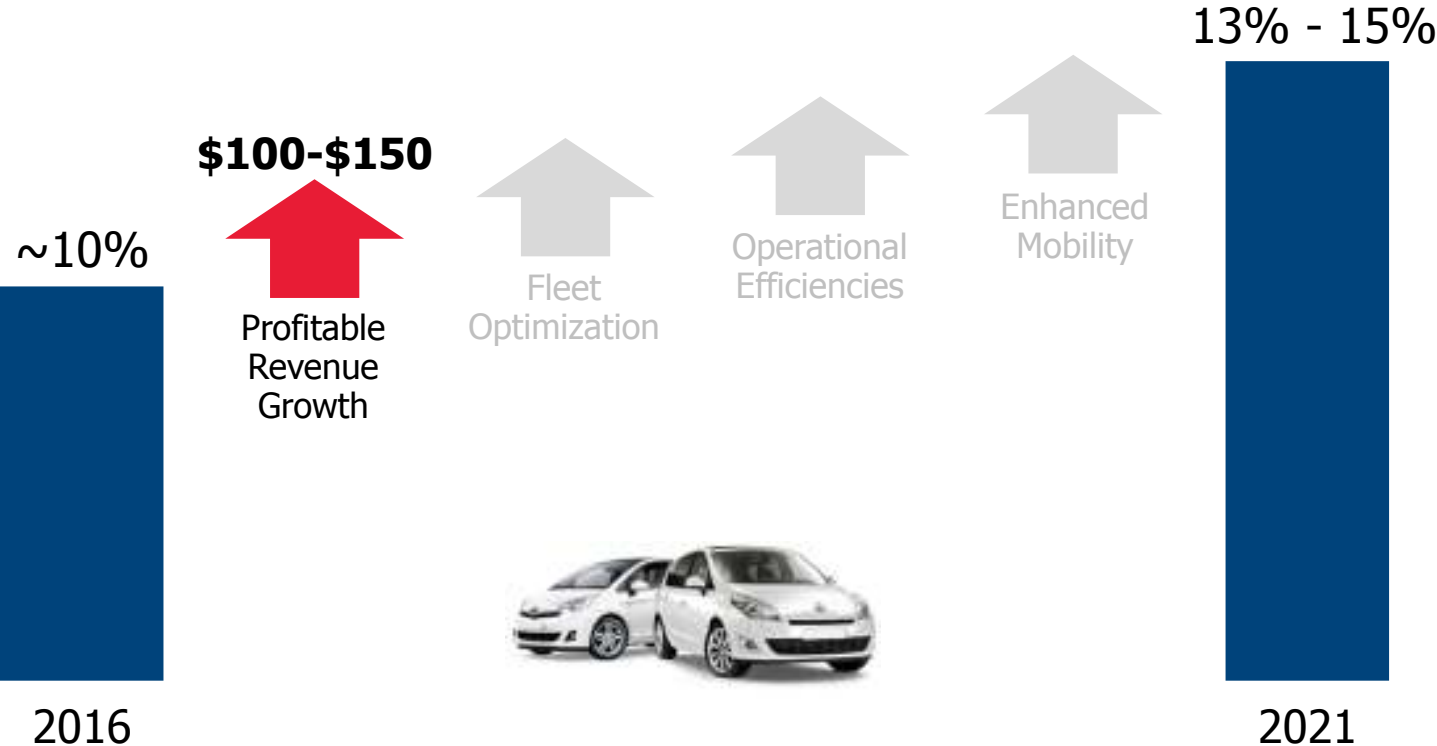 13% - 15%
$100-$150
~10%
Profitable
Revenue
Growth
Fleet
Optimization
Operational
Efficiencies
Enhanced
Mobility
2016
2021